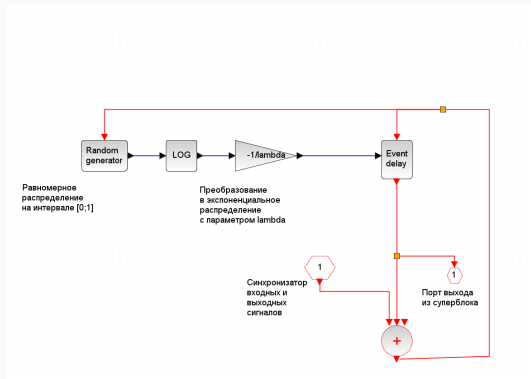 Random
generator
LOG
-1/lambda
Event
delay
Равномерное
распределение
на интервале [0;1]
Преобразование
в экспоненциальное
распределение
с параметром lambda
1
Синхронизатор
входных и
выходных
сигналов
1
Порт выхода
из суперблока
+